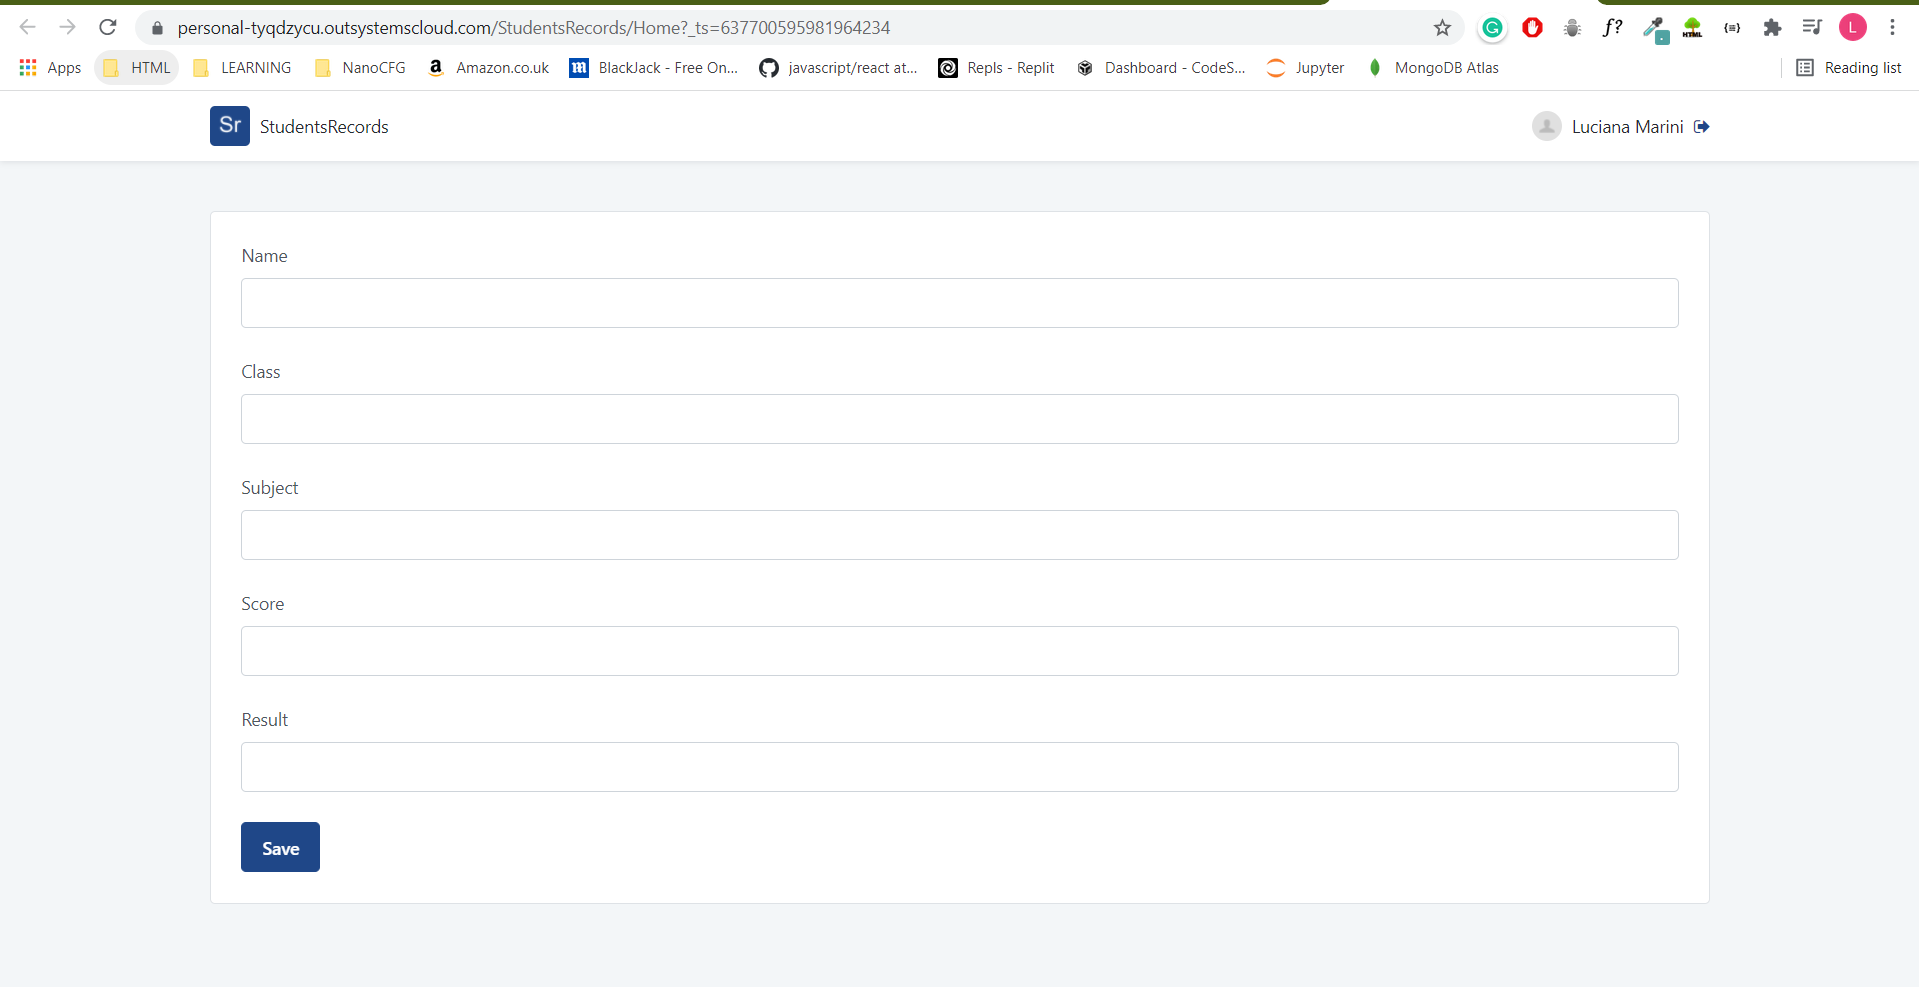 personal-tyqdzycu.outsystemscloud.com/StudentsRecords/Home?_ts=637700595981964234
G f? HTML {≡} L
Apps HTML LEARNING NanoCFG a Amazon.co.uk m BlackJack - Free On... javascript/react at... Repls - Replit Dashboard - CodeS... Jupyter MongoDB Atlas Reading list
Sr StudentsRecords Luciana Marini
Name
Class
Subject
Score
Result
Save